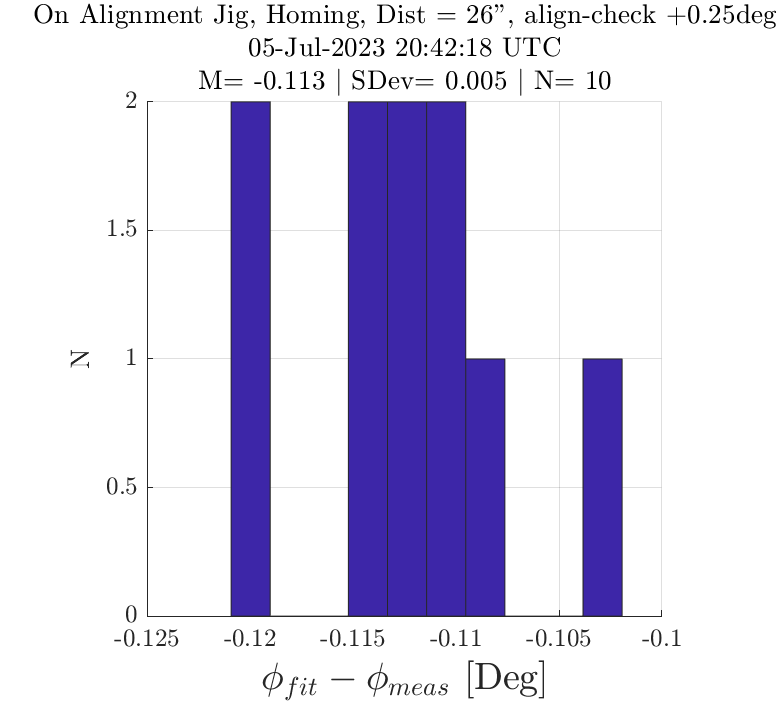 On Alignment Jig, Homing, Dist = 26”, align-check +0.25deg
05-Jul-2023 20:42:18 UTC
M= -0.113 | SDev= 0.005 | N= 10
2
1.5
1
0.5
0
N
-0.125 -0.12 -0.115 -0.11 -0.105 -0.1
ϕfit − ϕmeas [Deg]